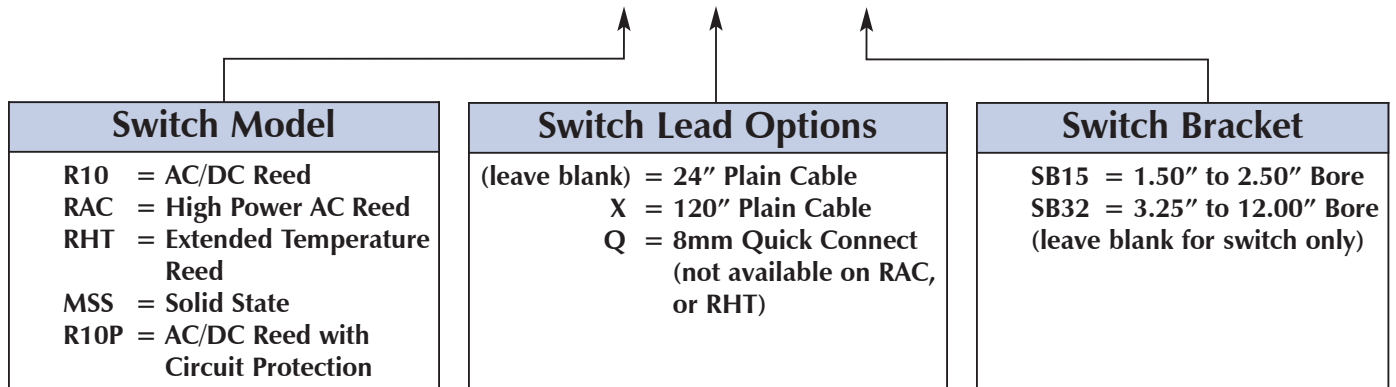 Switch Model
R10 = AC/DC Reed
RAC = High Power AC Reed
RHT = Extended Temperature
Reed
MSS = Solid State
R10P = AC/DC Reed with
Circuit Protection
Switch Lead Options
(leave blank) = 24″ Plain Cable
X = 120″ Plain Cable
Q = 8mm Quick Connect
(not available on RAC,
or RHT)
Switch Bracket
SB15 = 1.50″ to 2.50″ Bore
SB32 = 3.25″ to 12.00″ Bore
(leave blank for switch only)